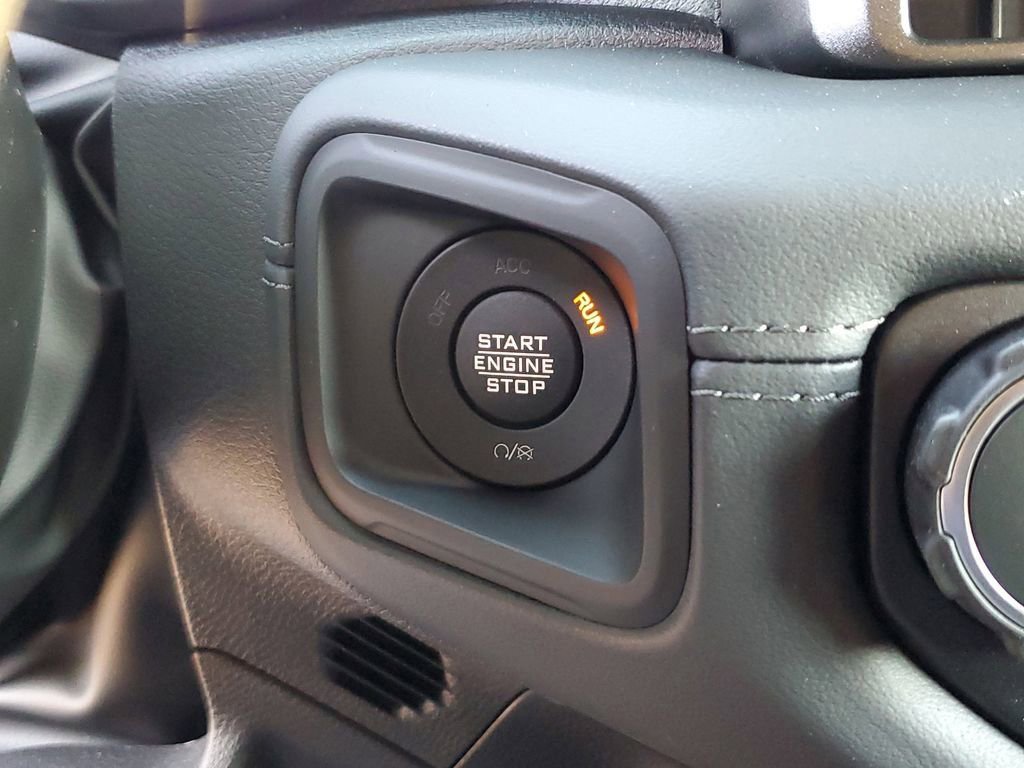 ACC
OFF
RUN
START
ENGINE
STOP